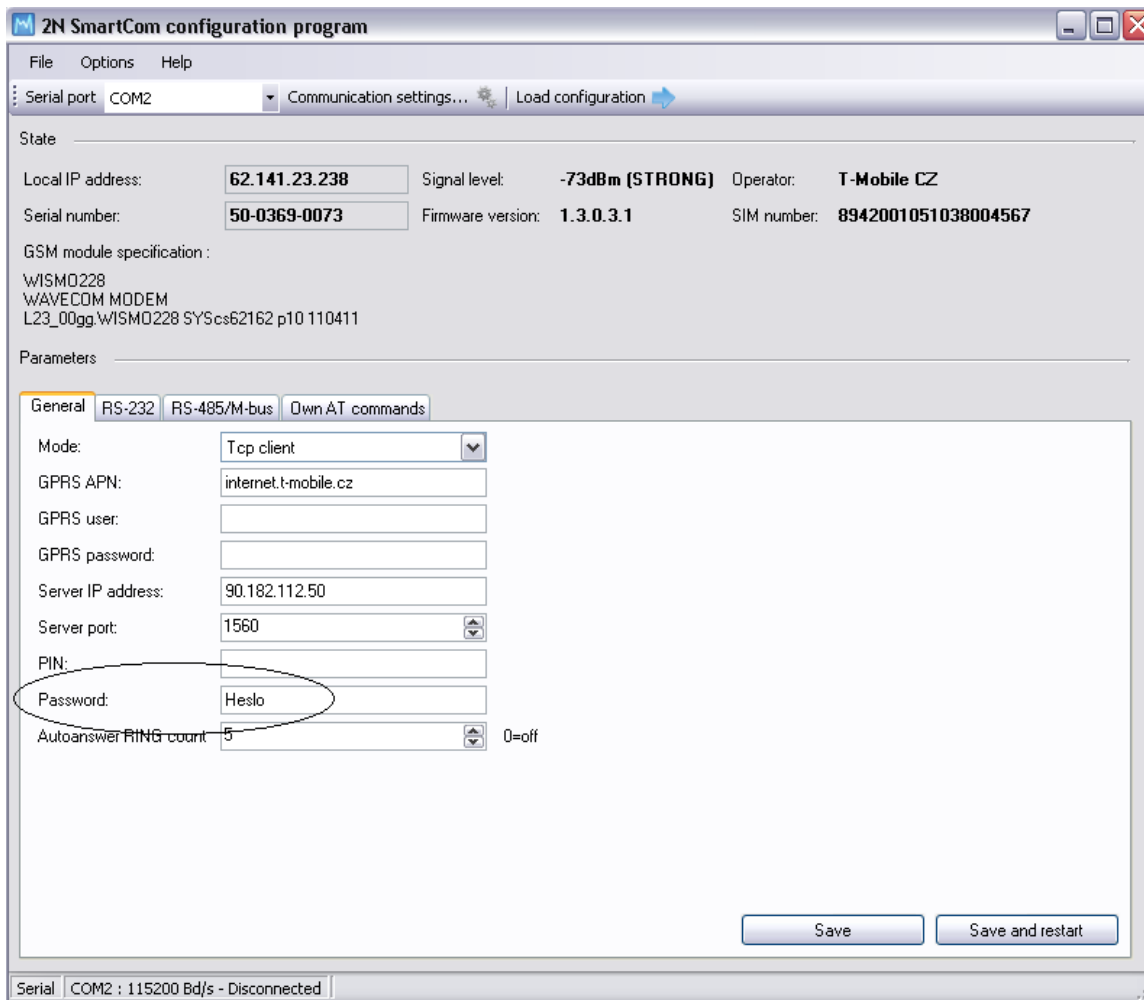 2N SmartCom configuration program
File Options Help
Serial port COM2 Communication settings... Load configuration
State
Local IP address: 62.141.23.238 Signal level: -73dBm (STRONG) Operator: T-Mobile CZ
Serial number: 50-0369-0073 Firmware version: 1.3.0.3.1 SIM number: 8942001051038004567
GSM module specification :
WISMO228
WAVECOM MODEM
L23_00gg.WISMO228 SYScs62162 p10 110411
Parameters
General RS-232 RS-485/M-bus Own AT commands
Mode: Tcp client
GPRS APN: internet.t-mobile.cz
GPRS user:
GPRS password:
Server IP address: 90.182.112.50
Server port: 1560
PIN:
Password: Heslo
Autoanswer RING count 5 0=off
Save Save and restart
Serial COM2 : 115200 Bd/s - Disconnected